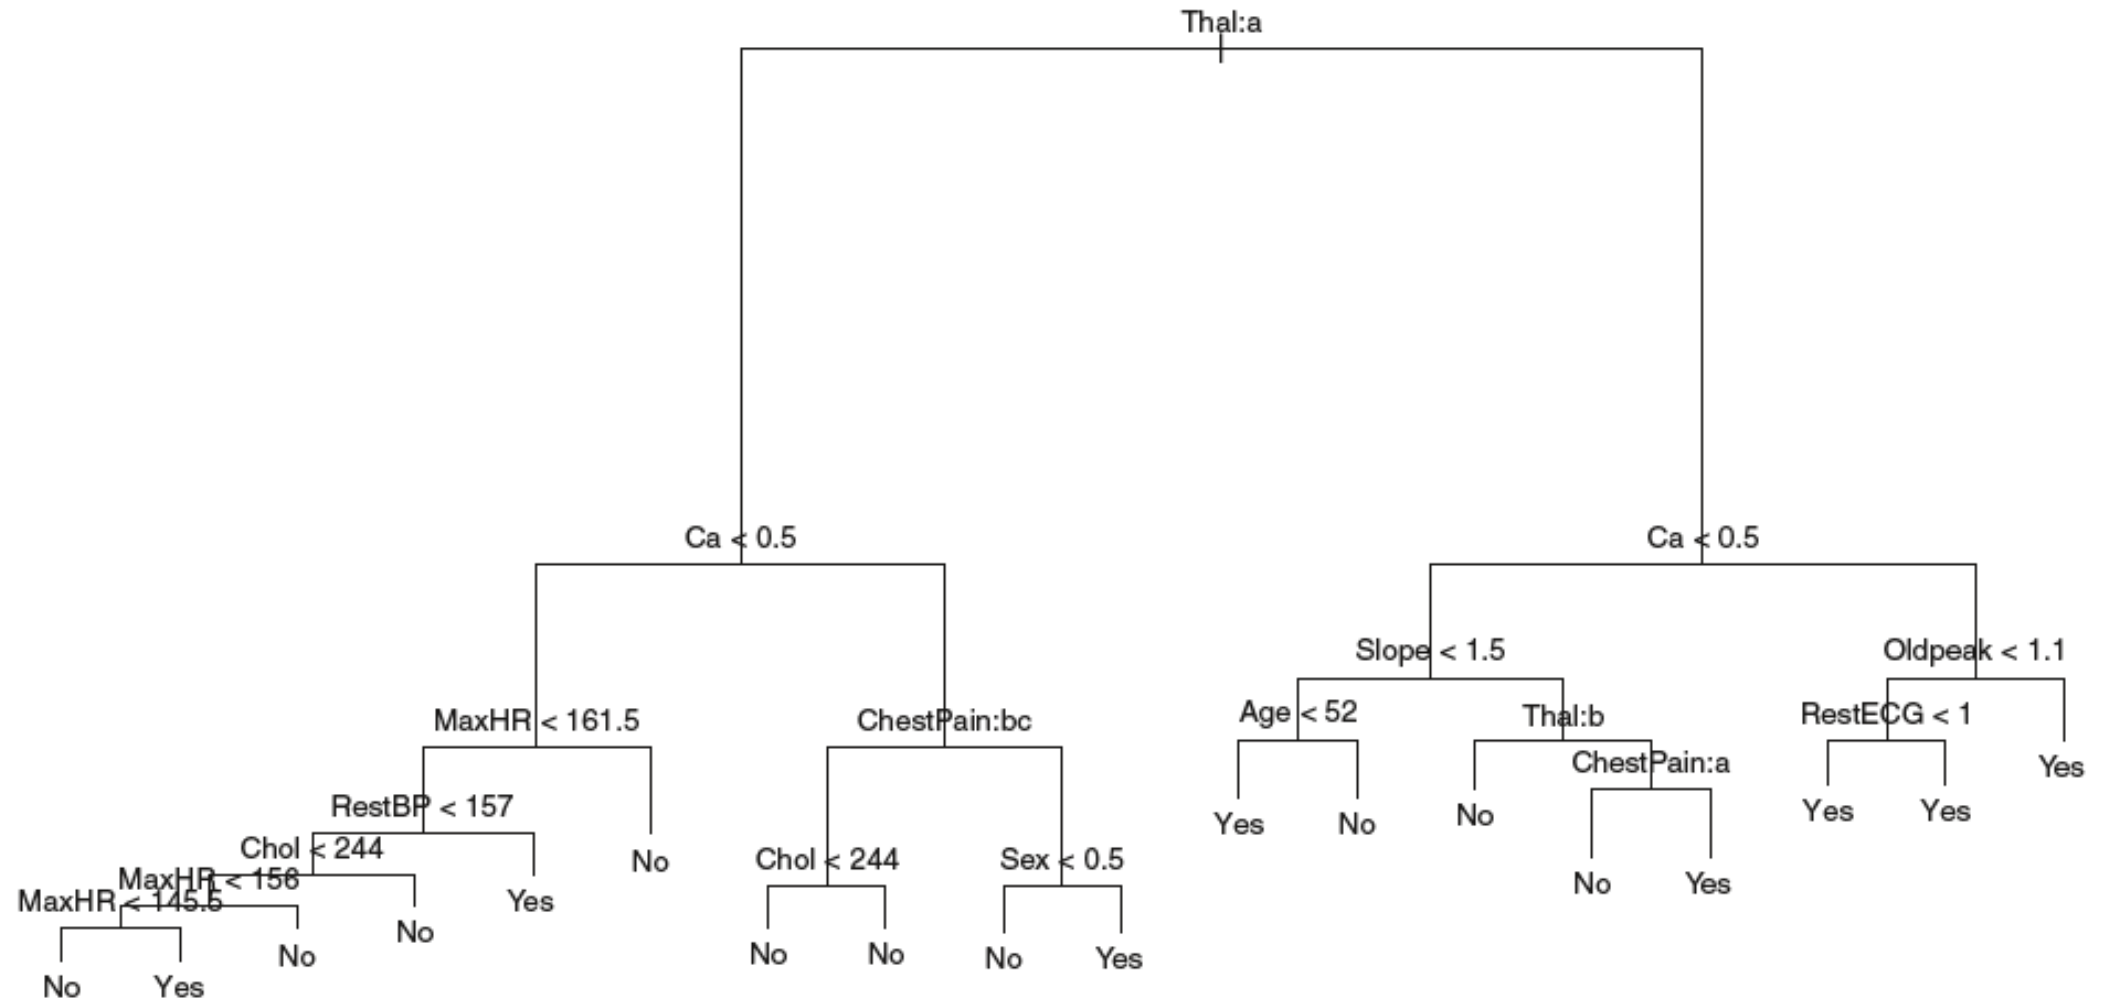 Thal:a
Ca < 0.5
Ca < 0.5
Slope < 1.5
Oldpeak < 1.1
MaxHR < 161.5
ChestPain:bc
Age < 52
Thal:b
RestECG < 1
ChestPain:a
Yes
RestBP < 157
Yes
No
No
Yes
Yes
Chol < 244
No
Chol < 244
Sex < 0.5
No
Yes
MaxHR < 156
MaxHR < 145.5
Yes
No
No
No
No
No
Yes
No
Yes